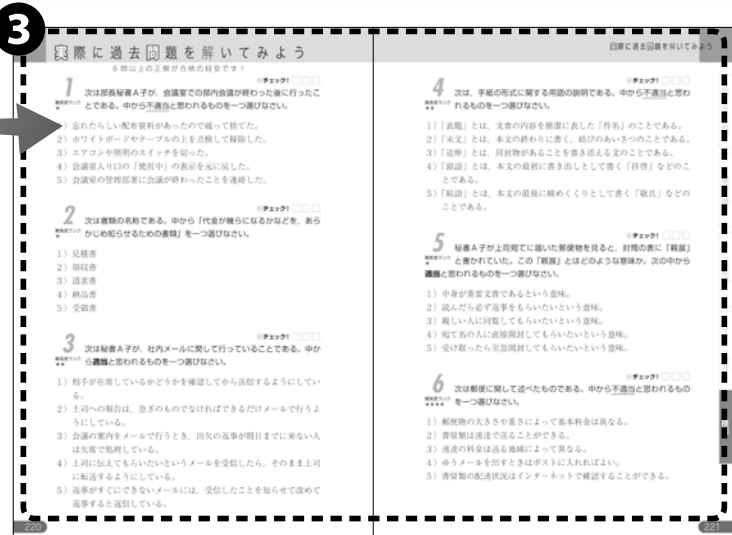 3
実際に過去問題を解いてみよう
6問以上の正解が合格の目安です!
1
チェック!
難易度ランク
★
次は部長秘書A子が、会議室での部内会議が終わった後に行ったこ
とである。中から不適当と思われるものを一つ選びなさい。
1)忘れたらしい配布資料があったので破って捨てた。
2)ホワイトボードやテーブルの上を点検して掃除した。
3)エアコンや照明のスイッチを切った。
4)会議室入り口の「使用中」の表示を元に戻した。
5)会議室の管理部署に会議が終わったことを連絡した。
2
チェック!
難易度ランク
★
次は書類の名称である。中から「代金が幾らになるかなどを、あら
かじめ知らせるための書類」を一つ選びなさい。
1)見積書
2)領収書
3)請求書
4)納品書
5)受領書
3
チェック!
難易度ランク
★★
次は秘書A子が、社内メールに関して行っていることである。中か
ら適当と思われるものを一つ選びなさい。
1)相手が在席しているかどうかを確認してから送信するようにしてい
る。
2)上司への報告は、急ぎのものでなければできるだけメールで行うよ
うにしている。
3)会議の案内をメールで行うとき、出欠の返事が期日までに来ない人
は欠席で処理している。
4)上司に伝えてもらいたいというメールを受信したら、そのまま上司
に転送するようにしている。
5)返事がすぐにできないメールには、受信したことを知らせて改めて
返事すると返信している。
220
実際に過去問題を解いてみよう
4
チェック!
難易度ランク
★
次は、手紙の形式に関する用語の説明である。中から不適当と思わ
れるものを一つ選びなさい。
1)「表題」とは、文書の内容を簡潔に表した「件名」のことである。
2)「末文」とは、本文の終わりに書く、結びのあいさつのことである。
3)「追伸」とは、同封物があることを書き添える文のことである。
4)「頭語」とは、本文の最初に書き出しとして書く「拝啓」などのこ
とである。
5)「結語」とは、本文の最後に締めくくりとして書く「敬具」などの
ことである。
5
チェック!
難易度ランク
★
秘書A子が上司宛てに届いた郵便物を見ると、封筒の表に「親展」
と書かれていた。この「親展」とはどのような意味か。次の中から
適当と思われるものを一つ選びなさい。
1)中身が重要文書であるという意味。
2)読んだら必ず返事をもらいたいという意味。
3)親しい人に回覧してもらいたいという意味。
4)宛て名の人に直接開封してもらいたいという意味。
5)受け取ったら至急開封してもらいたいという意味。
6
チェック!
難易度ランク
★★★★
次は郵便に関して述べたものである。中から不適当と思われるもの
を一つ選びなさい。
1)郵便物の大きさや重さによって基本料金は異なる。
2)書留類は速達で送ることができる。
3)速達の料金は送る地域によって異なる。
4)ゆうメールを出すときはポストに入れればよい。
5)書留類の配達状況はインターネットで確認することができる。
221